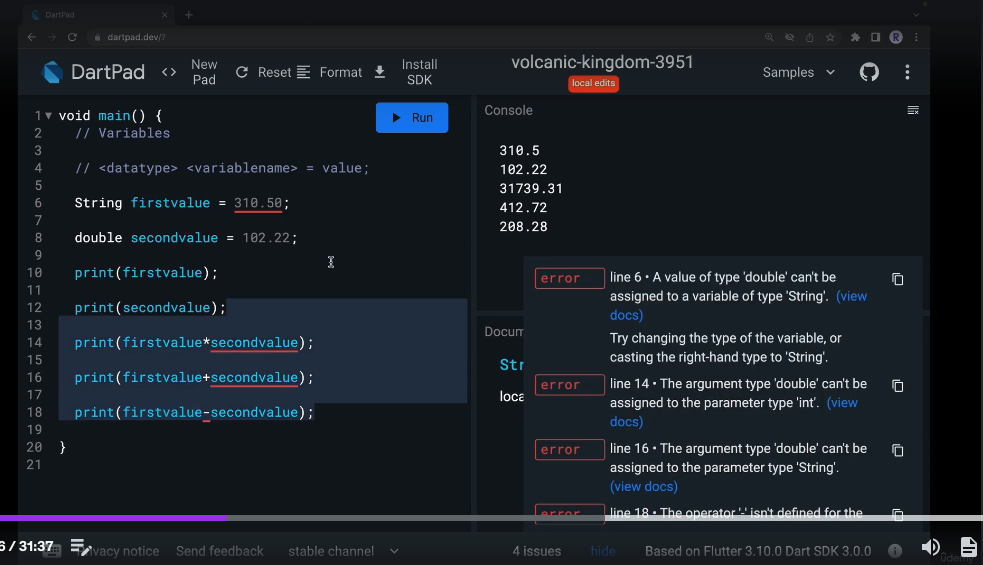 DartPad
dartpad.dev/?
R
DartPad
<>
New Pad
Reset
Format
Install SDK
volcanic-kingdom-3951
local edits
Samples
Run
Console
1 void main() {
2 // Variables
3
4 // <datatype> <variablename> = value;
5
6 String firstvalue = 310.50;
7
8 double secondvalue = 102.22;
9
10 print(firstvalue);
11
12 print(secondvalue);
13
14 print(firstvalue*secondvalue);
15
16 print(firstvalue+secondvalue);
17
18 print(firstvalue-secondvalue);
19
20 }
21
310.5
102.22
31739.31
412.72
208.28
Docum
Str
loca
error line 6 • A value of type 'double' can't be
assigned to a variable of type 'String'. (view
docs)
Try changing the type of the variable, or
casting the right-hand type to 'String'.
error line 14 • The argument type 'double' can't be
assigned to the parameter type 'int'. (view
docs)
error line 16 • The argument type 'double' can't be
assigned to the parameter type 'String'.
(view docs)
error line 18 • The operator '-' isn't defined for the
6 / 31:37
ivacy notice
Send feedback
stable channel
4 issues
hide
Based on Flutter 3.10.0 Dart SDK 3.0.0
udemy